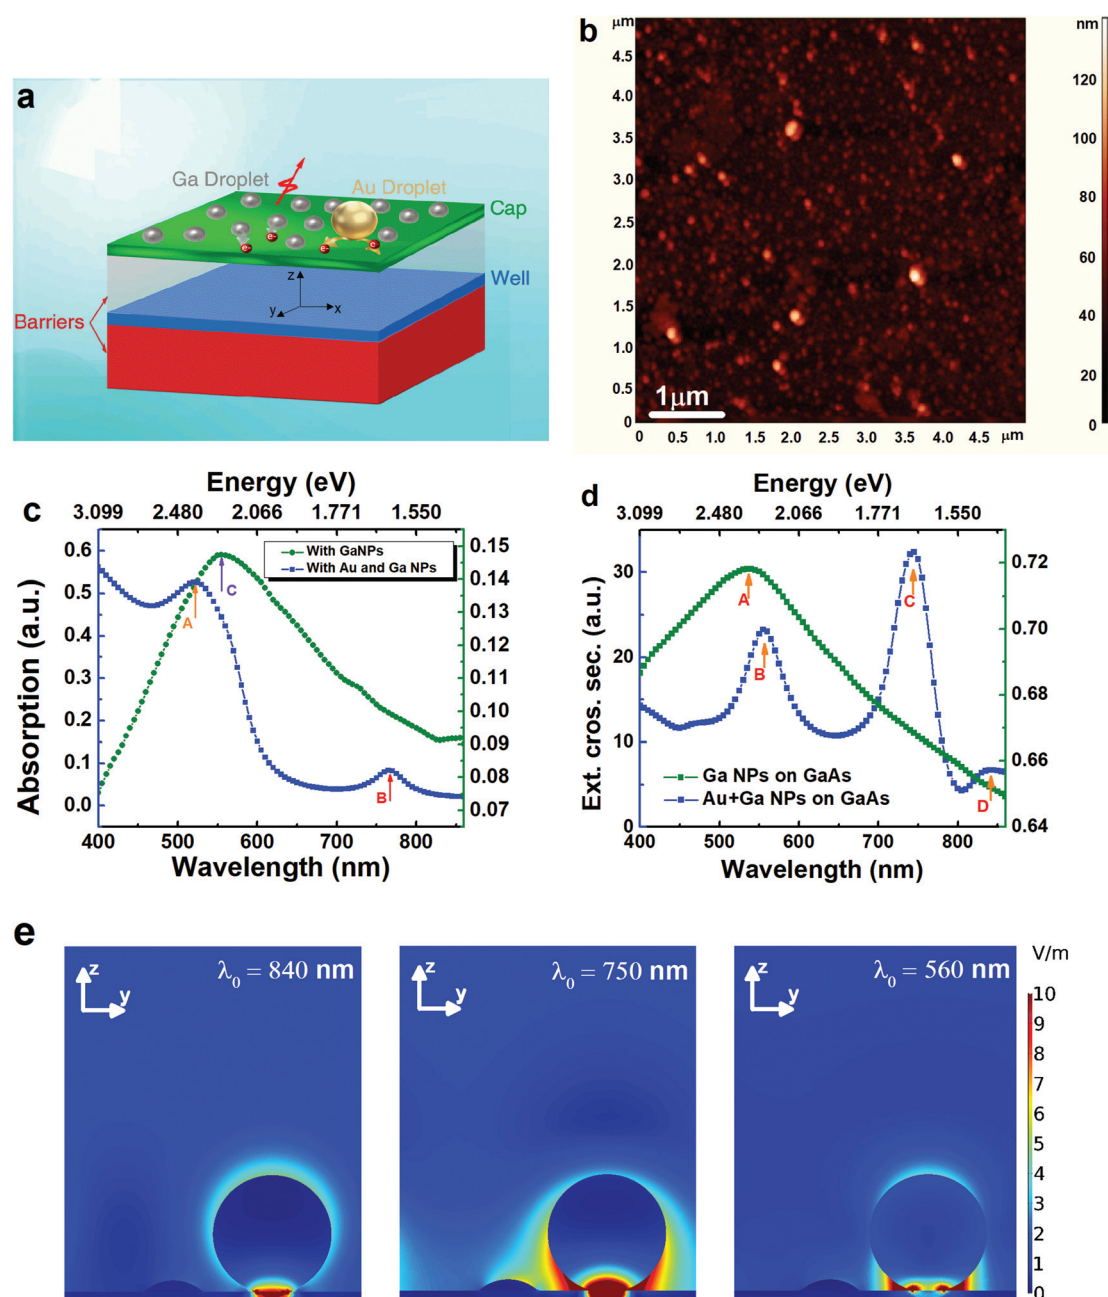 a
Ga Droplet
Au Droplet
Cap
e-
e-
e-
e-
z
Well
y
x
Barriers
b
μm
nm
4.5
4.0
3.5
3.0
2.5
2.0
1.5
1.0
0.5
0
1μm
0 0.5 1.0 1.5 2.0 2.5 3.0 3.5 4.0 4.5 μm
120
100
80
60
40
20
0
c
Energy (eV)
3.099 2.480 2.066 1.771 1.550
0.6
0.5
0.4
0.3
0.2
0.1
0.0
Absorption (a.u.)
With GaNPs
With Au and Ga NPs
A
C
B
0.15
0.14
0.13
0.12
0.11
0.10
0.09
0.08
0.07
400 500 600 700 800
Wavelength (nm)
d
Energy (eV)
3.099 2.480 2.066 1.771 1.550
30
20
10
0
Ext. cros. sec. (a.u.)
A
B
C
D
Ga NPs on GaAs
Au+Ga NPs on GaAs
0.72
0.70
0.68
0.66
0.64
400 500 600 700 800
Wavelength (nm)
e
z
y
λ₀ = 840 nm
z
y
λ₀ = 750 nm
z
y
λ₀ = 560 nm
V/m
10
9
8
7
6
5
4
3
2
1
0